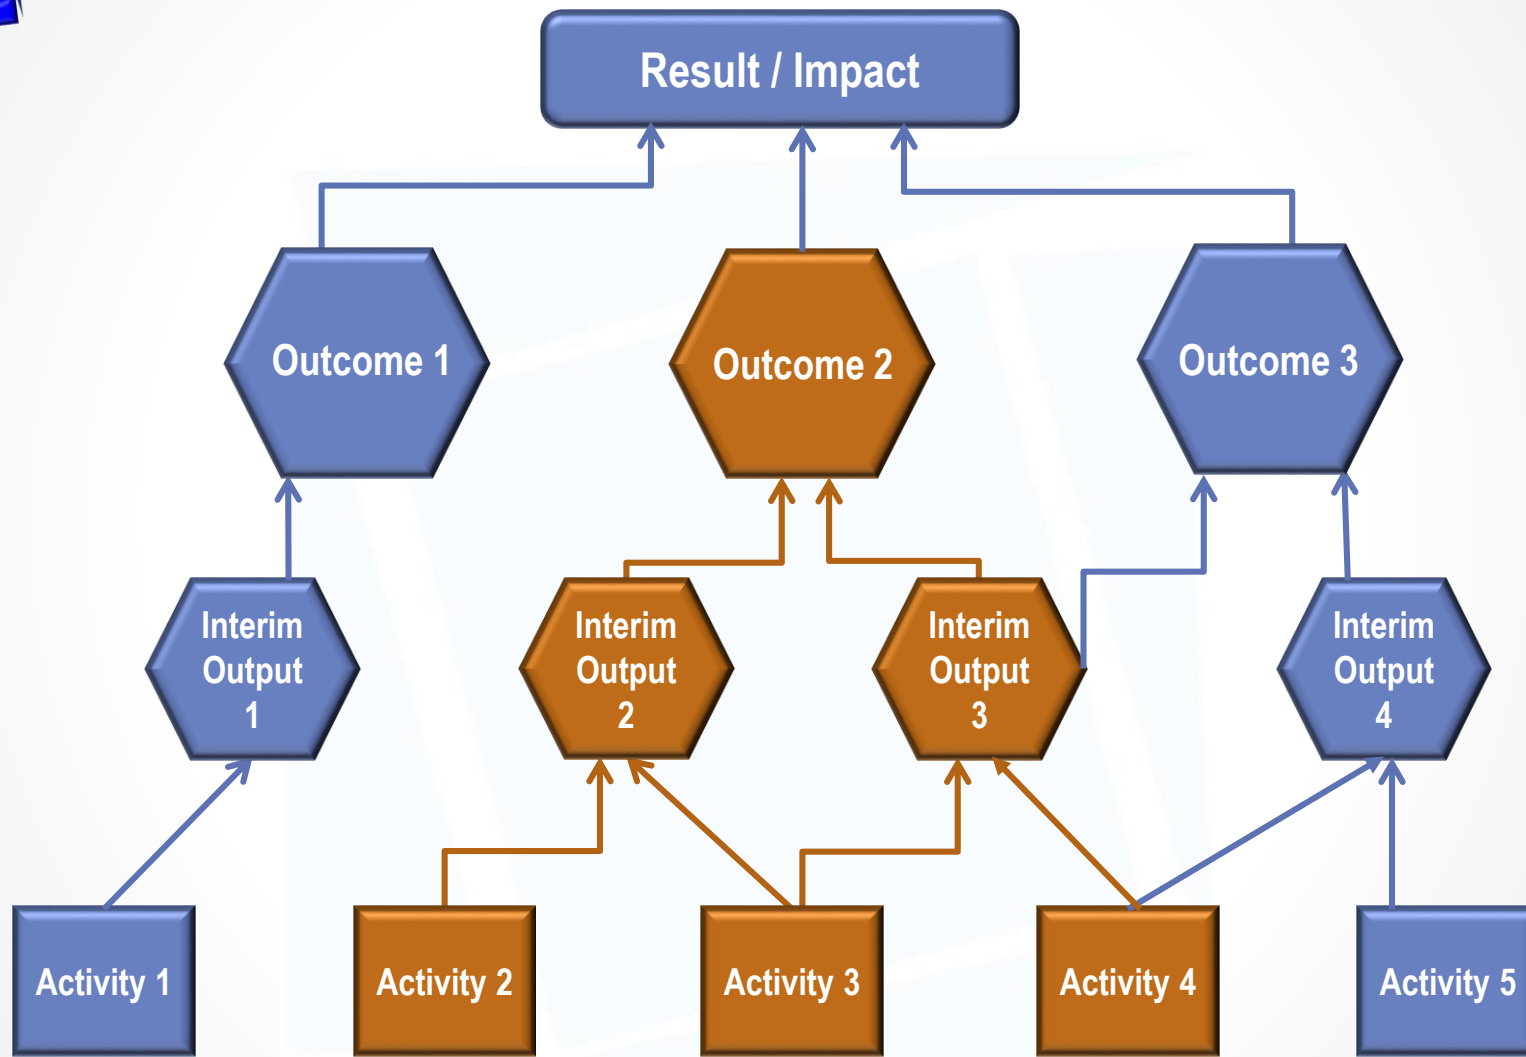 Result / Impact
Outcome 1
Outcome 2
Outcome 3
Interim
Output
1
Interim
Output
2
Interim
Output
3
Interim
Output
4
Activity 1
Activity 2
Activity 3
Activity 4
Activity 5